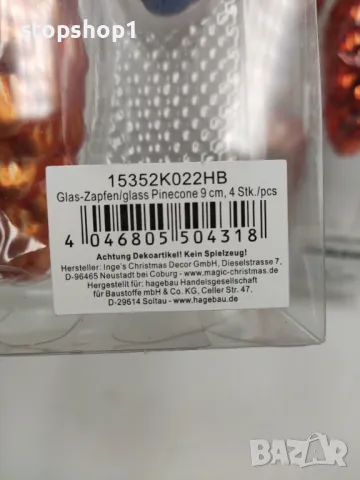 stopshop1
15352K022HB
Glas-Zapfen/glass Pinecone 9 cm, 4 Stk./pcs
4 046805 504318
Achtung Dekoartikel! Kein Spielzeug!
Hersteller: Inge's Christmas Decor GmbH, Dieselstrasse 7,
D-96465 Neustadt bei Coburg - www.magic-christmas.de
Hergestellt für: hagebau Handelsgesellschaft
für Baustoffe mbH & Co. KG, Celler Str. 47,
D-29614 Soltau - www.hagebau.de
BAZAR
bg